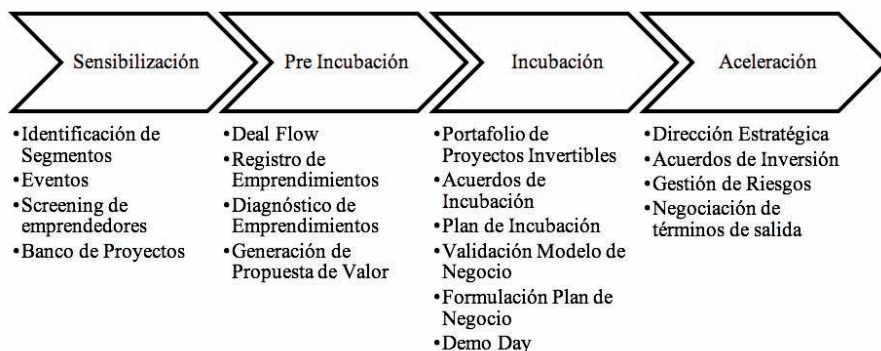 Sensibilización
Pre Incubación
Incubación
Aceleración
•Identificación de
Segmentos
•Eventos
•Screening de
emprendedores
•Banco de Proyectos
•Deal Flow
•Registro de
Emprendimientos
•Diagnóstico de
Emprendimientos
•Generación de
Propuesta de Valor
•Portafolio de
Proyectos Invertibles
•Acuerdos de
Incubación
•Plan de Incubación
•Validación Modelo de
Negocio
•Formulación Plan de
Negocio
•Demo Day
•Dirección Estratégica
•Acuerdos de Inversión
•Gestión de Riesgos
•Negociación de
términos de salida